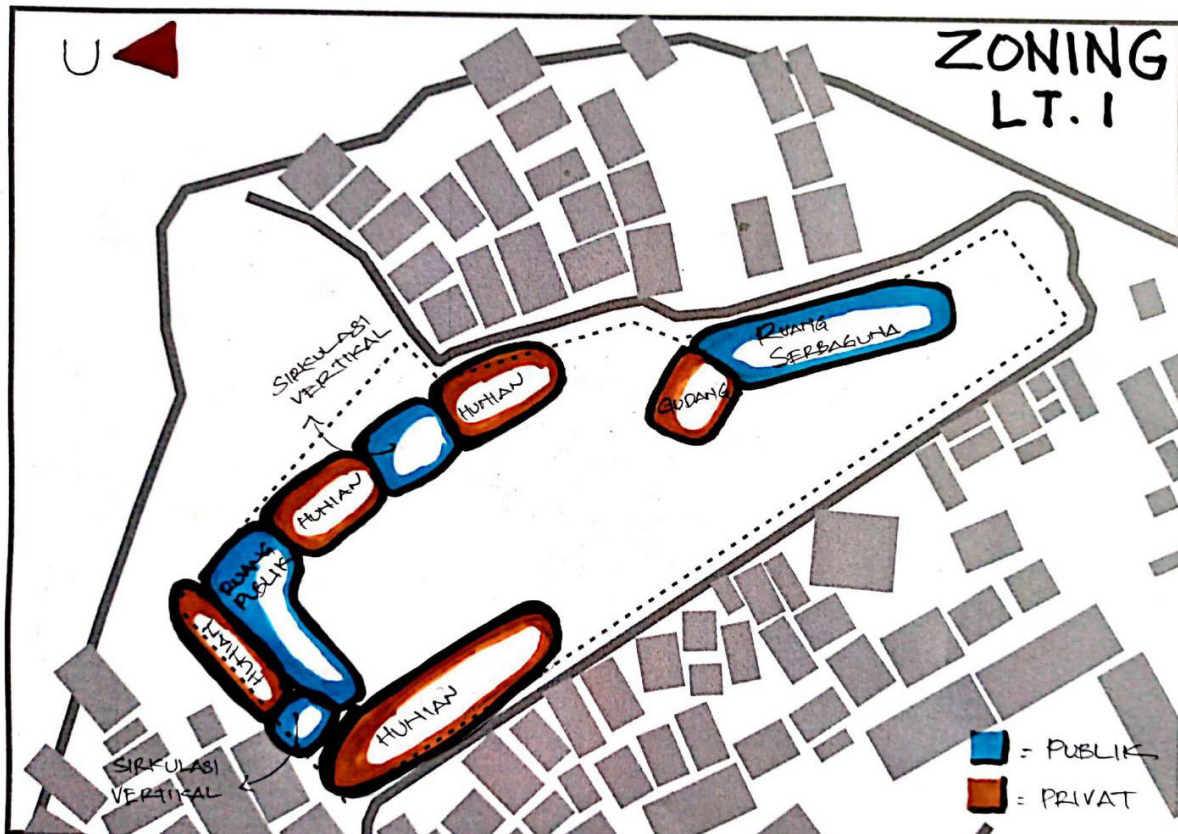 U
ZONING
LT. 1
SIRKULASI
VERTIKAL
HUNIAN
RUANG
SERBAGUNA
GUDANG
HUNIAN
RUANG
PUBLIK
HUNIAN
HUNIAN
SIRKULASI
VERTIKAL
= PUBLIK
= PRIVAT